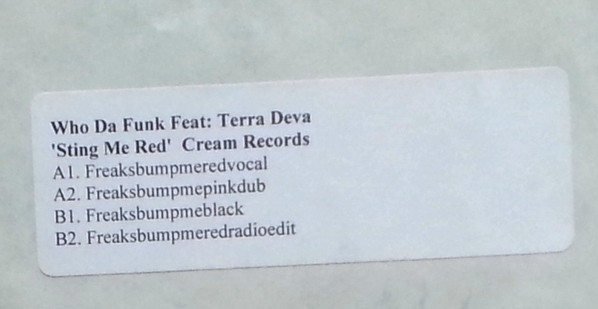 Who Da Funk Feat: Terra Deva
'Sting Me Red' Cream Records
A1. Freaksbumpmeredvocal
A2. Freaksbumpmepinkdub
B1. Freaksbumpmeblack
B2. Freaksbumpmeredradioedit